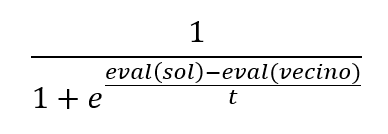 1
1 + e
eval(sol)−eval(vecino)
t